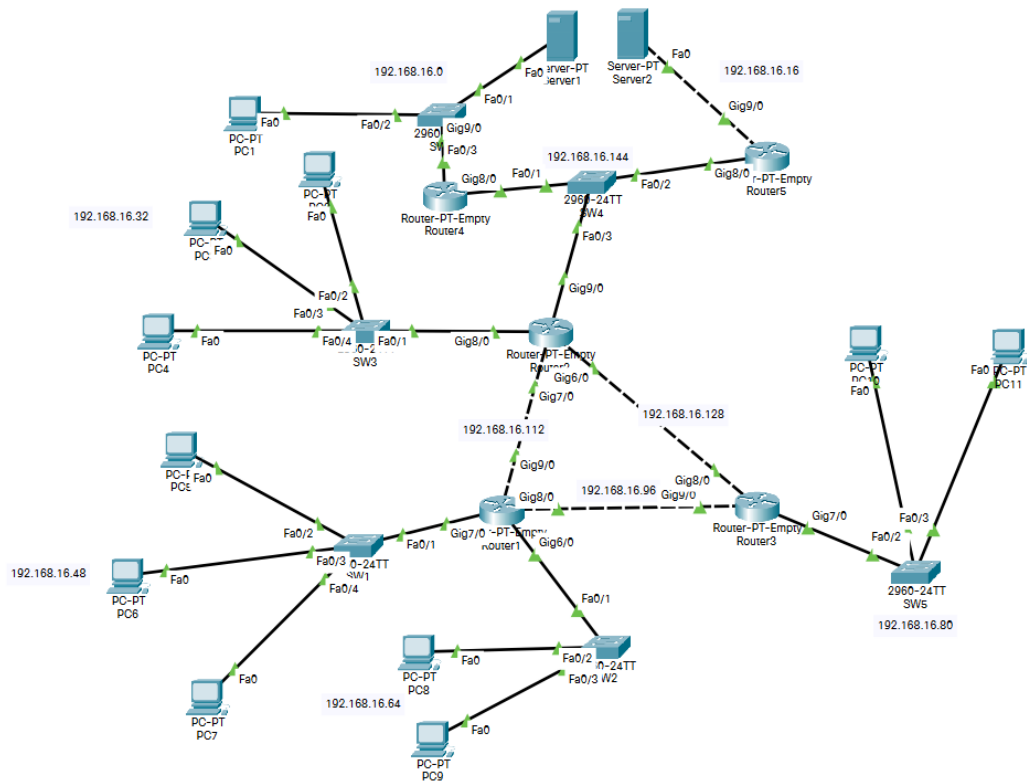 192.168.16.0
Fa0
Server1
Server-PT
Server2
Fa0
192.168.16.16
Fa0/1
Fa0
PC-PT
PC1
Fa0/2
Gig9/0
Fa0/3
Gig9/0
192.168.16.144
Gig8/0
Fa0/1
Fa0/2
Gig8/0
Router5
Router-PT-Empty
Router4
2960-24TT
SW4
Fa0/3
PC-PT
Fa0
192.168.16.32
Fa0
Gig9/0
Fa0/2
Fa0/3
Fa0
PC-PT
PC4
Fa0/4
Fa0/1
SW3
Gig8/0
Router-PT-Empty
Gig6/0
Gig7/0
PC-PT
Fa0
Fa0
PC-PT
PC11
192.168.16.128
192.168.16.112
Gig9/0
Fa0
Gig8/0
192.168.16.96
Gig9/0
Gig8/0
Router-PT-Empty
Router3
Gig7/0
Fa0/3
Fa0/2
2960-24TT
SW5
192.168.16.80
Fa0/2
Fa0/1
Gig7/0
Router1
Gig6/0
192.168.16.48
Fa0
PC-PT
PC6
Fa0/3
SW1
Fa0/4
Fa0/1
Fa0
PC-PT
PC7
PC-PT
PC8
Fa0
Fa0/2
Fa0/3
192.168.16.64
Fa0
PC-PT
PC9